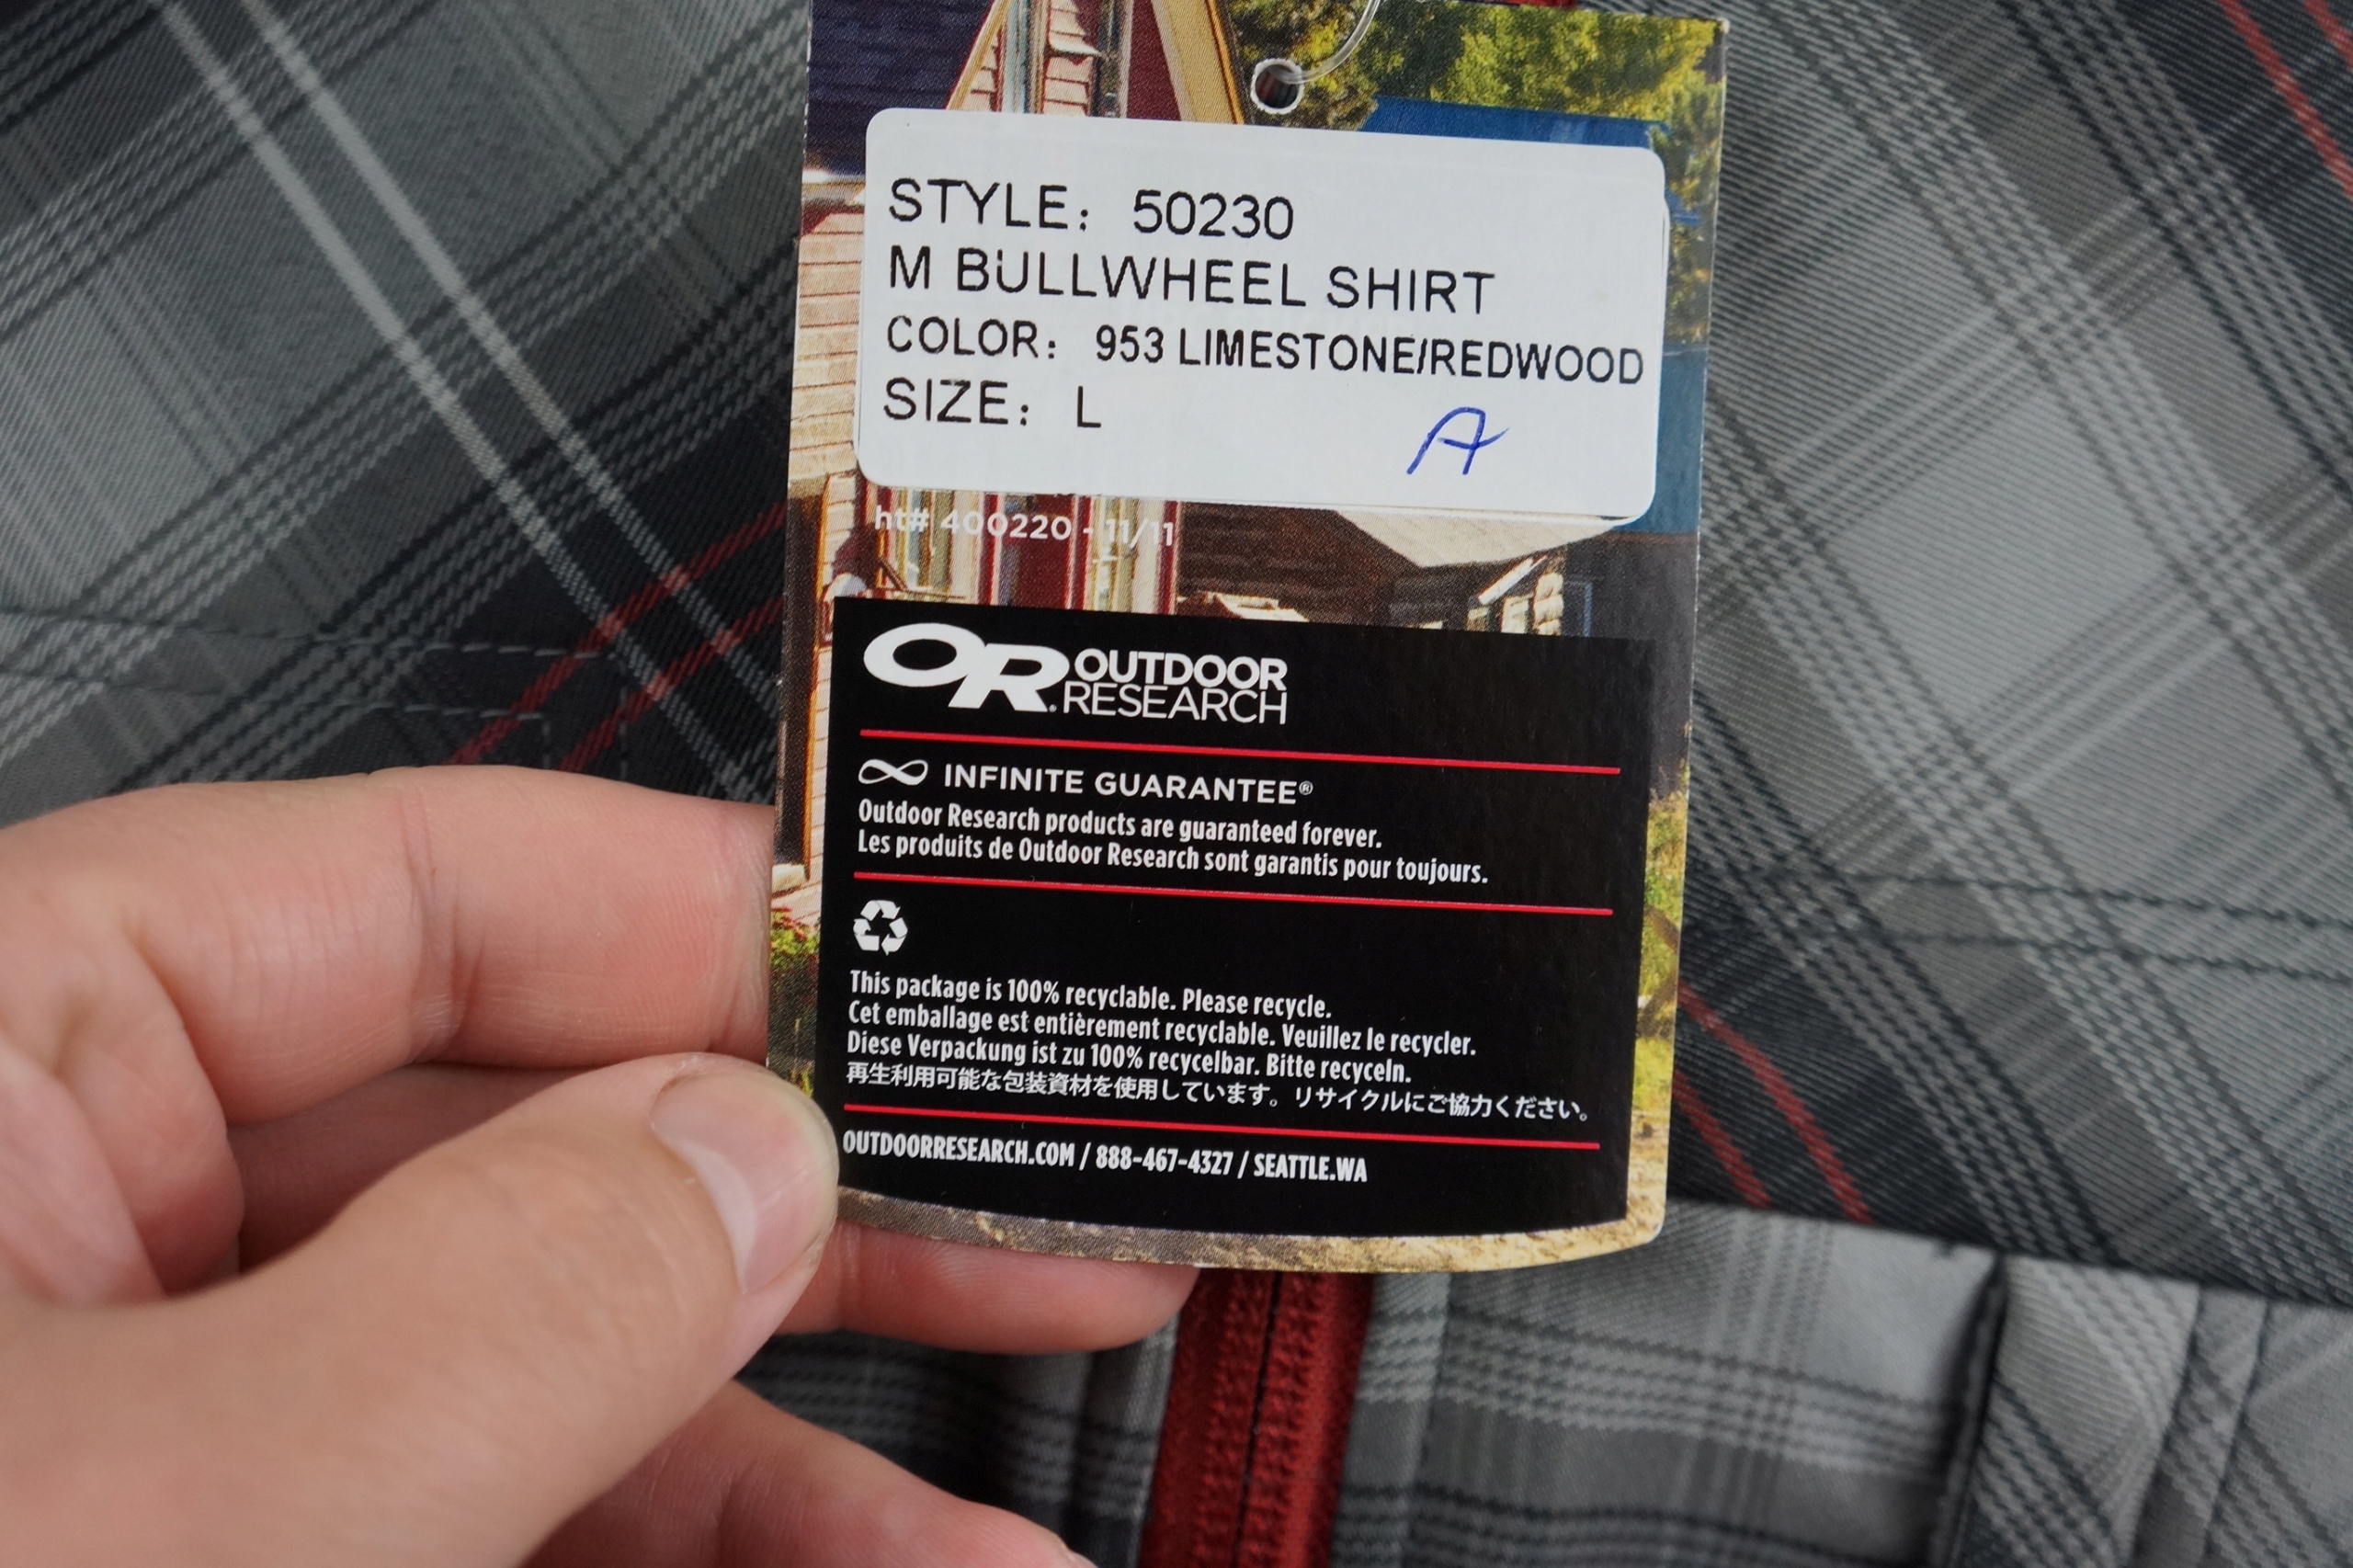 STYLE: 50230
M BULLWHEEL SHIRT
COLOR: 953 LIMESTONE/REDWOOD
SIZE: L
A
ht# 400220 - 11/11
OR OUTDOOR
RESEARCH
INFINITE GUARANTEE®
Outdoor Research products are guaranteed forever.
Les produits de Outdoor Research sont garantis pour toujours.
This package is 100% recyclable. Please recycle.
Cet emballage est entièrement recyclable. Veuillez le recycler.
Diese Verpackung ist zu 100% recycelbar. Bitte recyceln.
再生利用可能な包装資材を使用しています。リサイクルにご協力ください。
OUTDOORRESEARCH.COM / 888-467-4327 / SEATTLE.WA